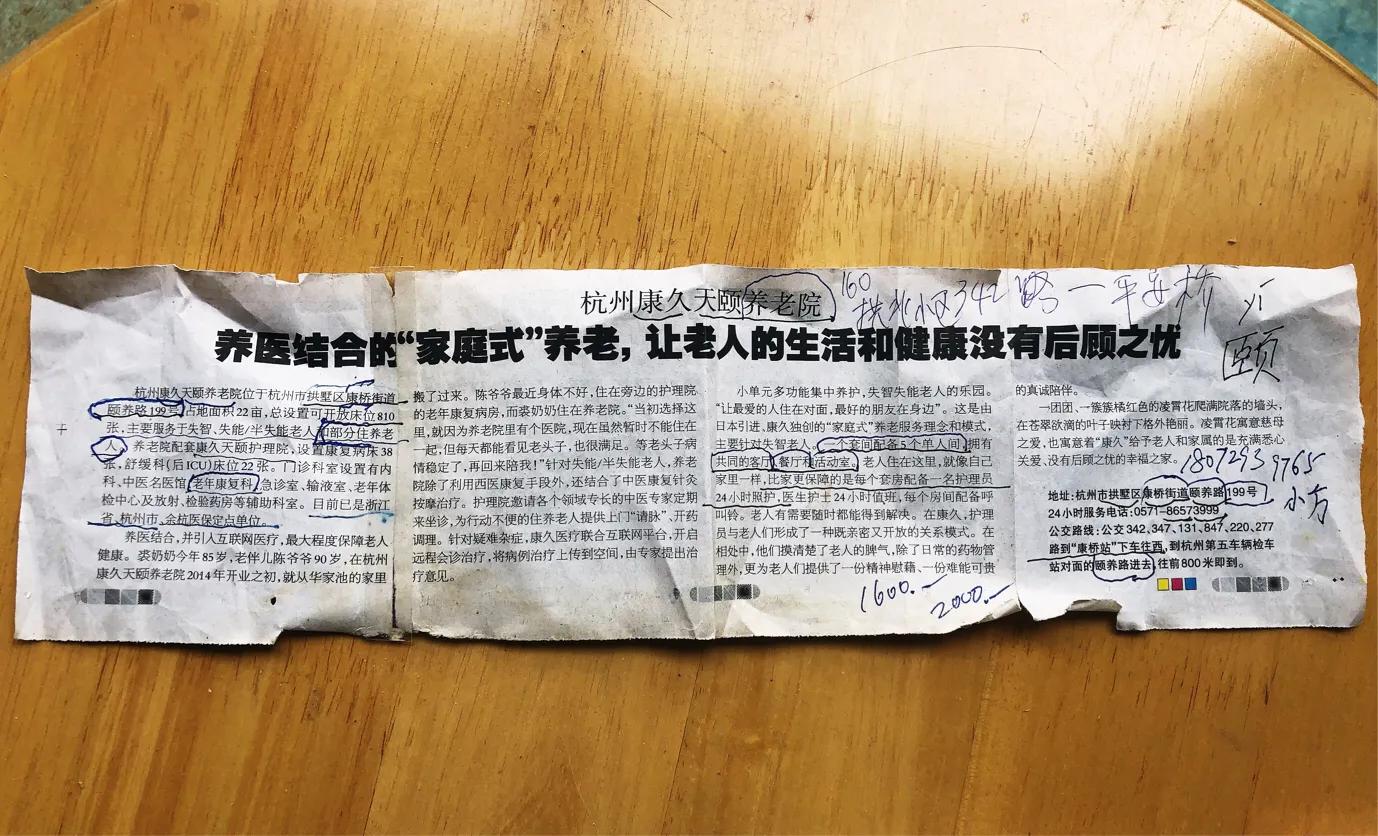 杭州康久天颐养老院
160
拱北小区342路一平安桥
yi
颐
养医结合的“家庭式”养老，让老人的生活和健康没有后顾之忧
杭州康久天颐养老院位于杭州市拱墅区康桥街道
颐养路199号,占地面积22亩,总设置可开放床位810
张,主要服务于失智、失能/半失能老人和部分住养老
人。养老院配套康久天颐护理院,设置康复病床38
张,舒缓科(后ICU)床位22张。门诊科室设置有内
科、中医名医馆、老年康复科、急诊室、输液室、老年体
检中心及放射、检验药房等辅助科室。目前已是浙江
省、杭州市、余杭医保定点单位。
养医结合,并引入互联网医疗,最大程度保障老人
健康。裘奶奶今年85岁,老伴儿陈爷爷90岁,在杭州
康久天颐养老院2014年开业之初,就从华家池的家里
搬了过来。陈爷爷最近身体不好,住在旁边的护理院
的老年康复病房,而裘奶奶住在养老院。“当初选择这
里,就因为养老院里有个医院,现在虽然暂时不能住在
一起,但每天都能看见老头子,也很满足。等老头子病
情稳定了,再回来陪我!”针对失能/半失能老人,养老
院除了利用西医康复手段外,还结合了中医康复针灸
按摩治疗。护理院邀请各个领域专长的中医专家定期
来坐诊,为行动不便的住养老人提供上门“请脉”、开药
调理。针对疑难杂症,康久医疗联合互联网平台,开启
远程会诊治疗,将病例治疗上传到空间,由专家提出治
疗意见。
小单元多功能集中养护,失智失能老人的乐园。
“让最爱的人住在对面,最好的朋友在身边”。这是由
日本引进、康久独创的“家庭式”养老服务理念和模式,
主要针对失智老人。一个套间配备5个单人间,拥有
共同的客厅、餐厅和活动室。老人住在这里,就像自己
家里一样,比家更保障的是每个套房配备一名护理员
24小时照护,医生护士24小时值班,每个房间配备呼
叫铃。老人有需要随时都能得到解决。在康久,护理
员与老人们形成了一种既亲密又开放的关系模式。在
相处中,他们摸清楚了老人的脾气,除了日常的药物管
理外,更为老人们提供了一份精神慰藉、一份难能可贵
1600.—
2000.—
的真诚陪伴。
一团团、一簇簇橘红色的凌霄花爬满院落的墙头,
在苍翠欲滴的叶子映衬下格外艳丽。凌霄花寓意慈母
之爱,也寓意着“康久”给予老人和家属的是充满悉心
关爱、没有后顾之忧的幸福之家。
18072939765
小方
地址:杭州市拱墅区康桥街道颐养路199号
24小时服务电话:0571-86573999
公交路线:公交342、347、131、847、220、277
路到“康桥站”下车往西,到杭州第五车辆检车
站对面的颐养路进去,往前800米即到。